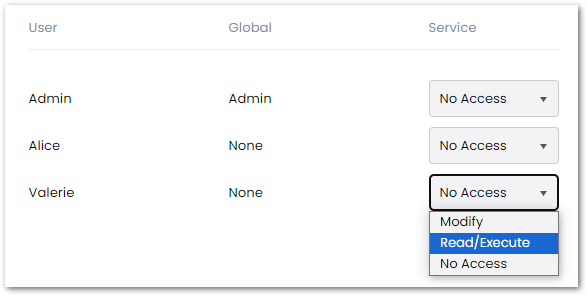 User Global Service
Admin Admin No Access
Alice None No Access
Valerie None No Access
Modify
Read/Execute
No Access